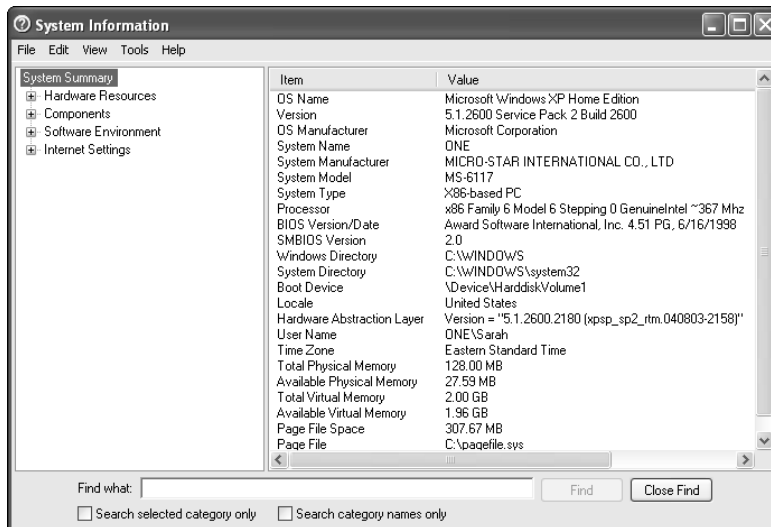 System Information
File Edit View Tools Help
System Summary
Hardware Resources
Components
Software Environment
Internet Settings
Item Value
OS Name Microsoft Windows XP Home Edition
Version 5.1.2600 Service Pack 2 Build 2600
OS Manufacturer Microsoft Corporation
System Name ONE
System Manufacturer MICRO-STAR INTERNATIONAL CO., LTD
System Model MS-6117
System Type X86-based PC
Processor x86 Family 6 Model 6 Stepping 0 GenuineIntel ~367 Mhz
BIOS Version/Date Award Software International, Inc. 4.51 PG, 6/16/1998
SMBIOS Version 2.0
Windows Directory C:\WINDOWS
System Directory C:\WINDOWS\system32
Boot Device \Device\HarddiskVolume1
Locale United States
Hardware Abstraction Layer Version = "5.1.2600.2180 (xpsp_sp2_rtm.040803-2158)"
User Name ONE\Sarah
Time Zone Eastern Standard Time
Total Physical Memory 128.00 MB
Available Physical Memory 27.59 MB
Total Virtual Memory 2.00 GB
Available Virtual Memory 1.96 GB
Page File Space 307.67 MB
Page File C:\pagefile.sys
Find what: Find Close Find
Search selected category only Search category names only